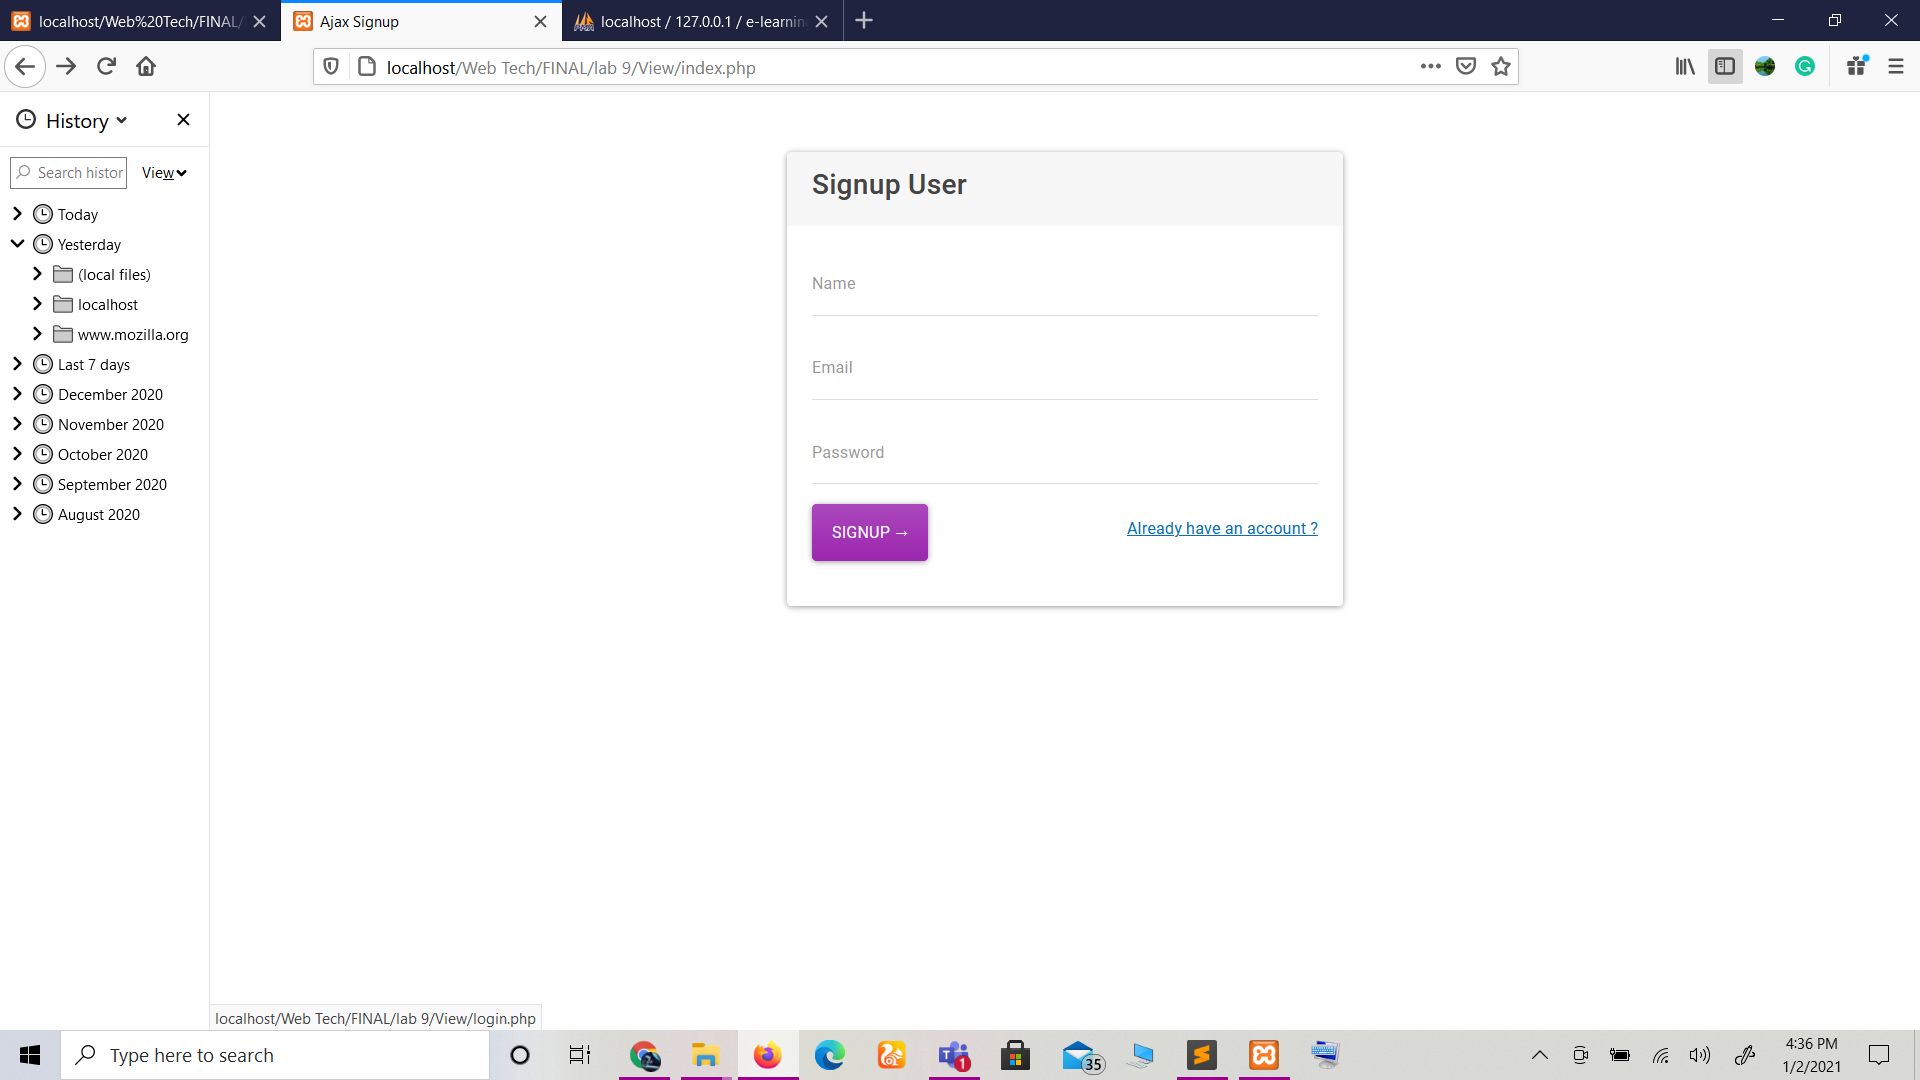 localhost/Web%20Tech/FINAL/
Ajax Signup
localhost / 127.0.0.1 / e-learnin
localhost/Web Tech/FINAL/lab 9/View/index.php
History
Search histor
View
Today
Yesterday
(local files)
localhost
www.mozilla.org
Last 7 days
December 2020
November 2020
October 2020
September 2020
August 2020
Signup User
Name
Email
Password
SIGNUP →
Already have an account ?
localhost/Web Tech/FINAL/lab 9/View/login.php
Type here to search
2
T
1
35
4:36 PM
1/2/2021